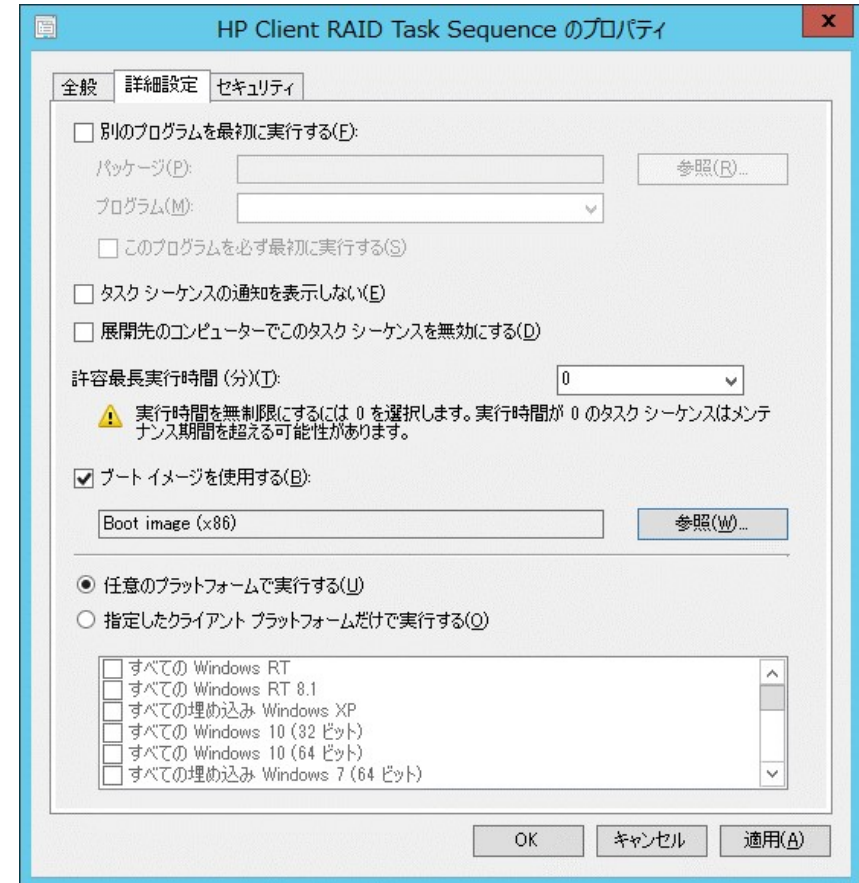 HP Client RAID Task Sequence のプロパティ
x
全般 詳細設定 セキュリティ
別のプログラムを最初に実行する(F):
パッケージ(P): 参照(R)...
プログラム(M):
このプログラムを必ず最初に実行する(S)
タスク シーケンスの通知を表示しない(E)
展開先のコンピューターでこのタスク シーケンスを無効にする(D)
許容最長実行時間 (分)(T): 0
実行時間を無制限にするには 0 を選択します。実行時間が 0 のタスク シーケンスはメンテ
ナンス期間を超える可能性があります。
ブート イメージを使用する(B):
Boot image (x86) 参照(W)...
任意のプラットフォームで実行する(U)
指定したクライアント プラットフォームだけで実行する(O)
すべての Windows RT
すべての Windows RT 8.1
すべての埋め込み Windows XP
すべての Windows 10 (32 ビット)
すべての Windows 10 (64 ビット)
すべての埋め込み Windows 7 (64 ビット)
OK キャンセル 適用(A)